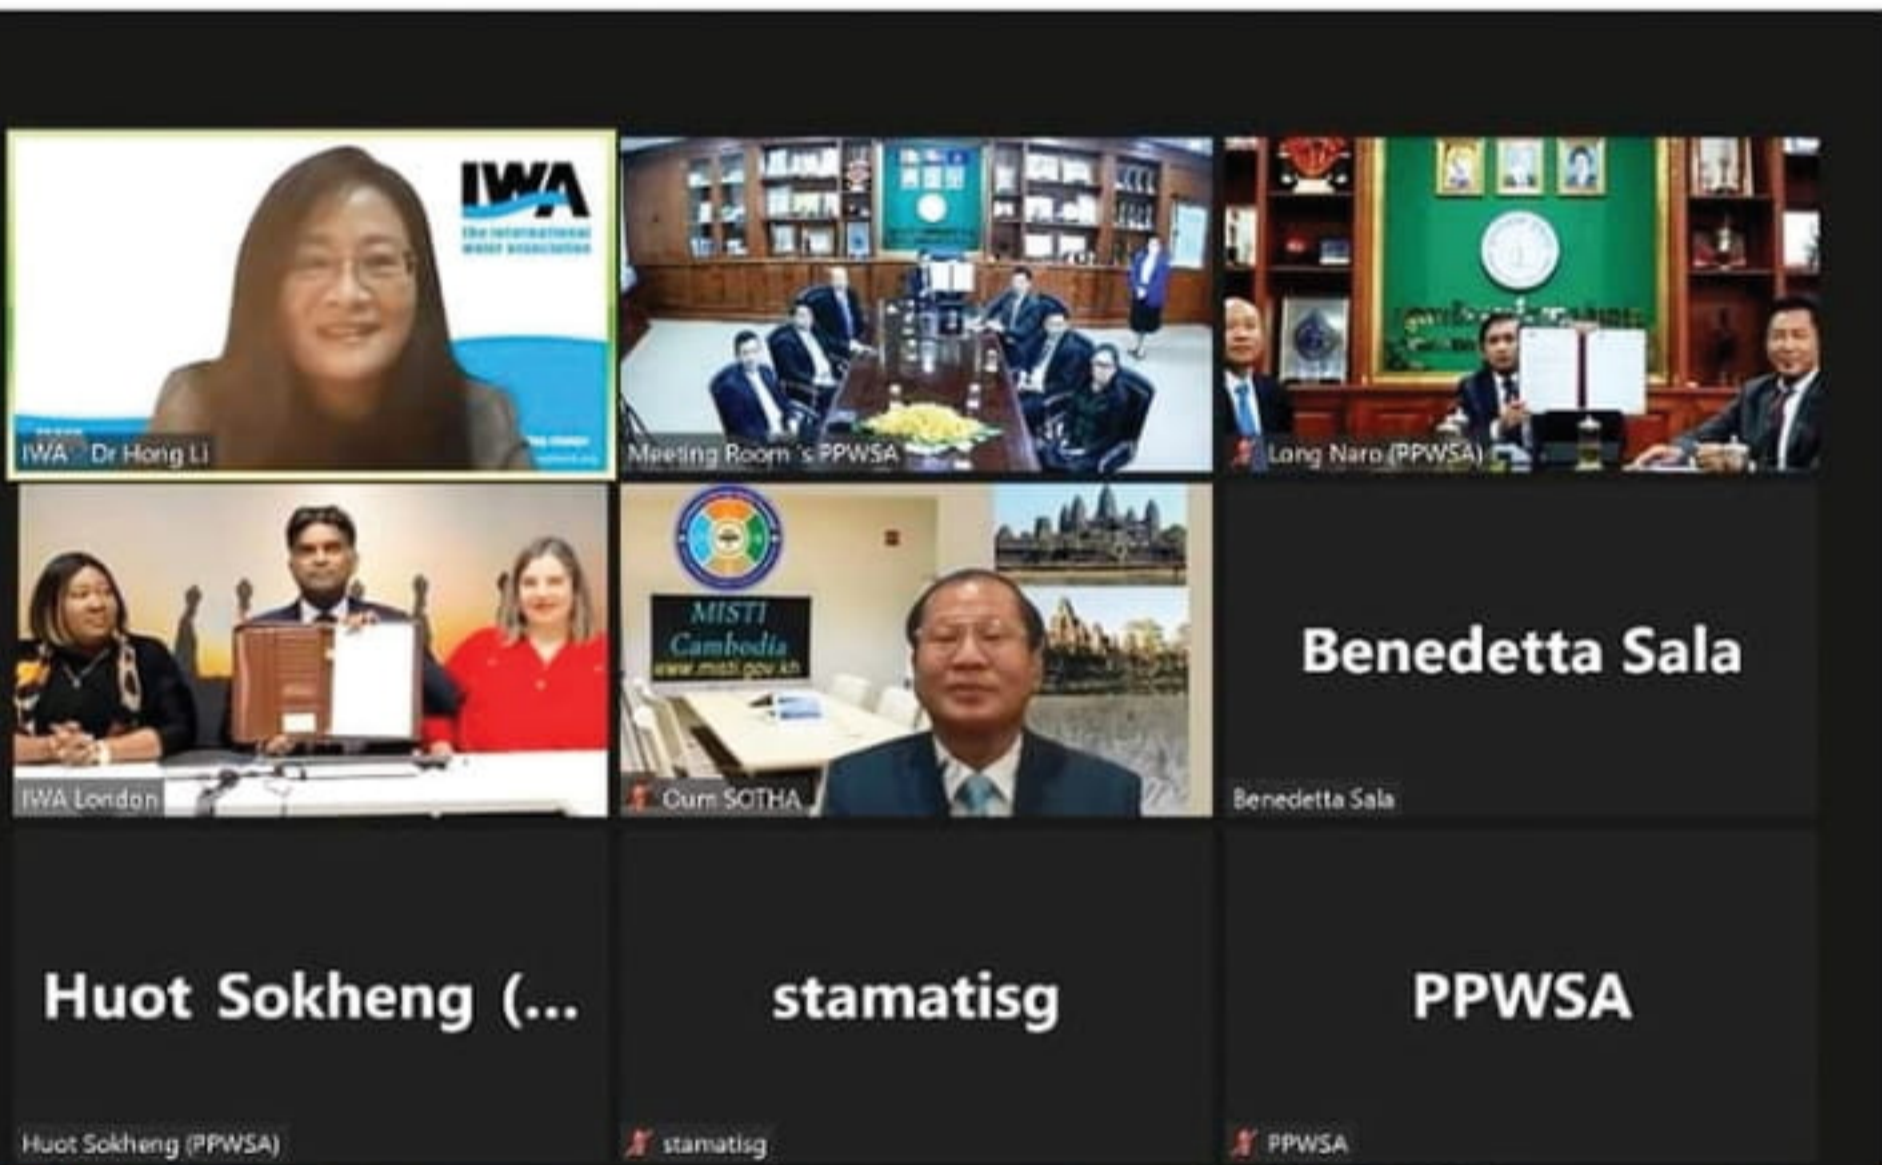 IWA
the international
water association
IWA - Dr Hong Li
Meeting Room 's PPWSA
Long Naro (PPWSA)
IWA London
MISTI
Cambodia
www.misti.gov.kh
Oum SOTHA
Benedetta Sala
Benedetta Sala
Huot Sokheng (...
Huot Sokheng (PPWSA)
stamatisg
stamatisg
PPWSA
PPWSA